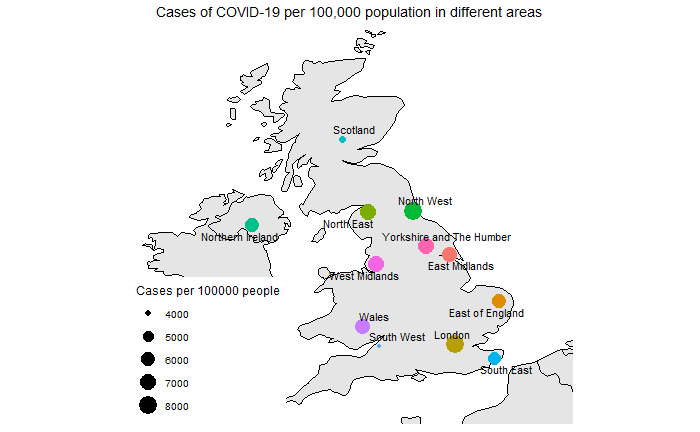 Cases of COVID-19 per 100,000 population in different areas
Scotland
North West
North East
Northern Ireland
Yorkshire and The Humber
East Midlands
West Midlands
Cases per 100000 people
4000
5000
6000
7000
8000
East of England
Wales
South West
London
South East